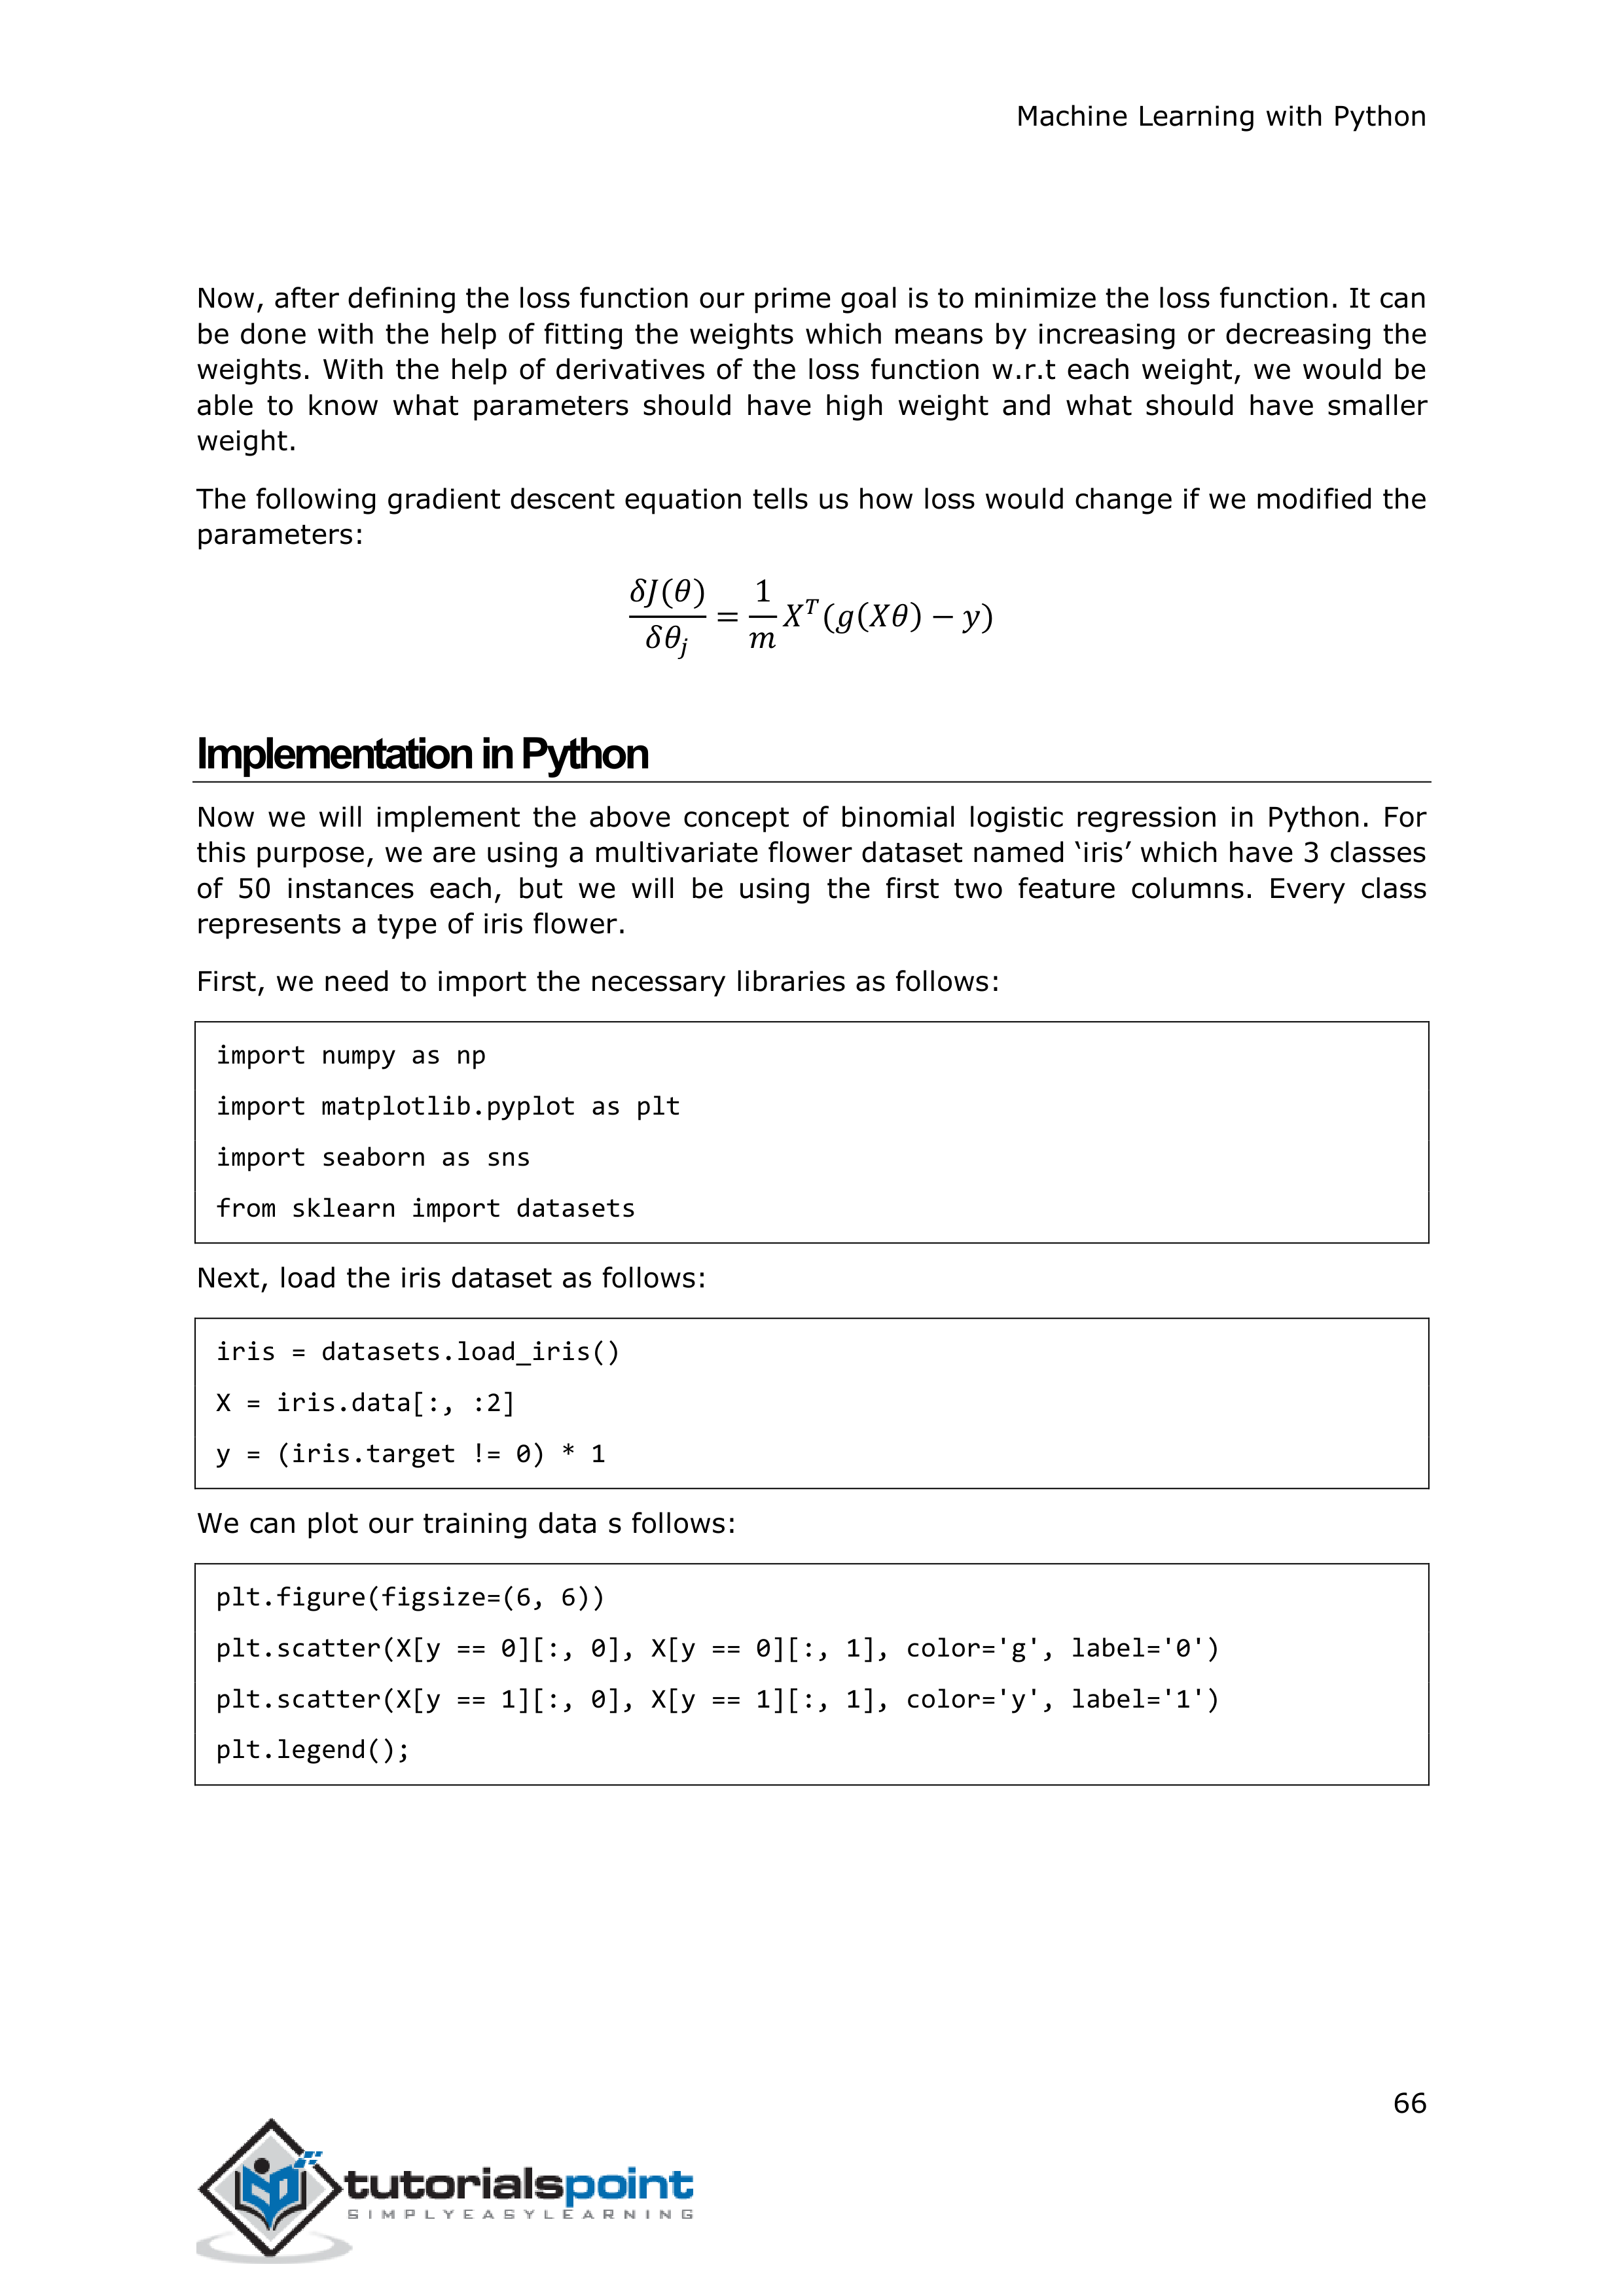 Machine Learning with Python
Now, after defining the loss function our prime goal is to minimize the loss function. It can
be done with the help of fitting the weights which means by increasing or decreasing the
weights. With the help of derivatives of the loss function w.r.t each weight, we would be
able to know what parameters should have high weight and what should have smaller
weight.
The following gradient descent equation tells us how loss would change if we modified the
parameters:
𝛿𝐽(𝜃)/𝛿𝜃ⱼ = 1/𝑚 𝑋ᵀ(𝑔(𝑋𝜃) − 𝑦)
Implementation in Python
Now we will implement the above concept of binomial logistic regression in Python. For
this purpose, we are using a multivariate flower dataset named ‘iris’ which have 3 classes
of 50 instances each, but we will be using the first two feature columns. Every class
represents a type of iris flower.
First, we need to import the necessary libraries as follows:
import numpy as np
import matplotlib.pyplot as plt
import seaborn as sns
from sklearn import datasets
Next, load the iris dataset as follows:
iris = datasets.load_iris()
X = iris.data[:, :2]
y = (iris.target != 0) * 1
We can plot our training data s follows:
plt.figure(figsize=(6, 6))
plt.scatter(X[y == 0][:, 0], X[y == 0][:, 1], color='g', label='0')
plt.scatter(X[y == 1][:, 0], X[y == 1][:, 1], color='y', label='1')
plt.legend();
66
tutorialspoint
SIMPLYEASYLEARNING